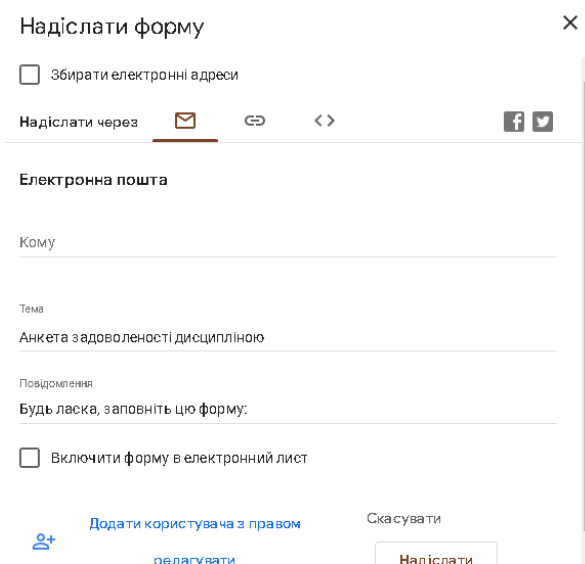 Надіслати форму
Збирати електронні адреси
Надіслати через
Електронна пошта
Кому
Тема
Анкета задоволеності дисципліною
Повідомлення
Будь ласка, заповніть цю форму:
Включити форму в електронний лист
Додати користувача з правом
редагувати
Скасувати
Надіслати